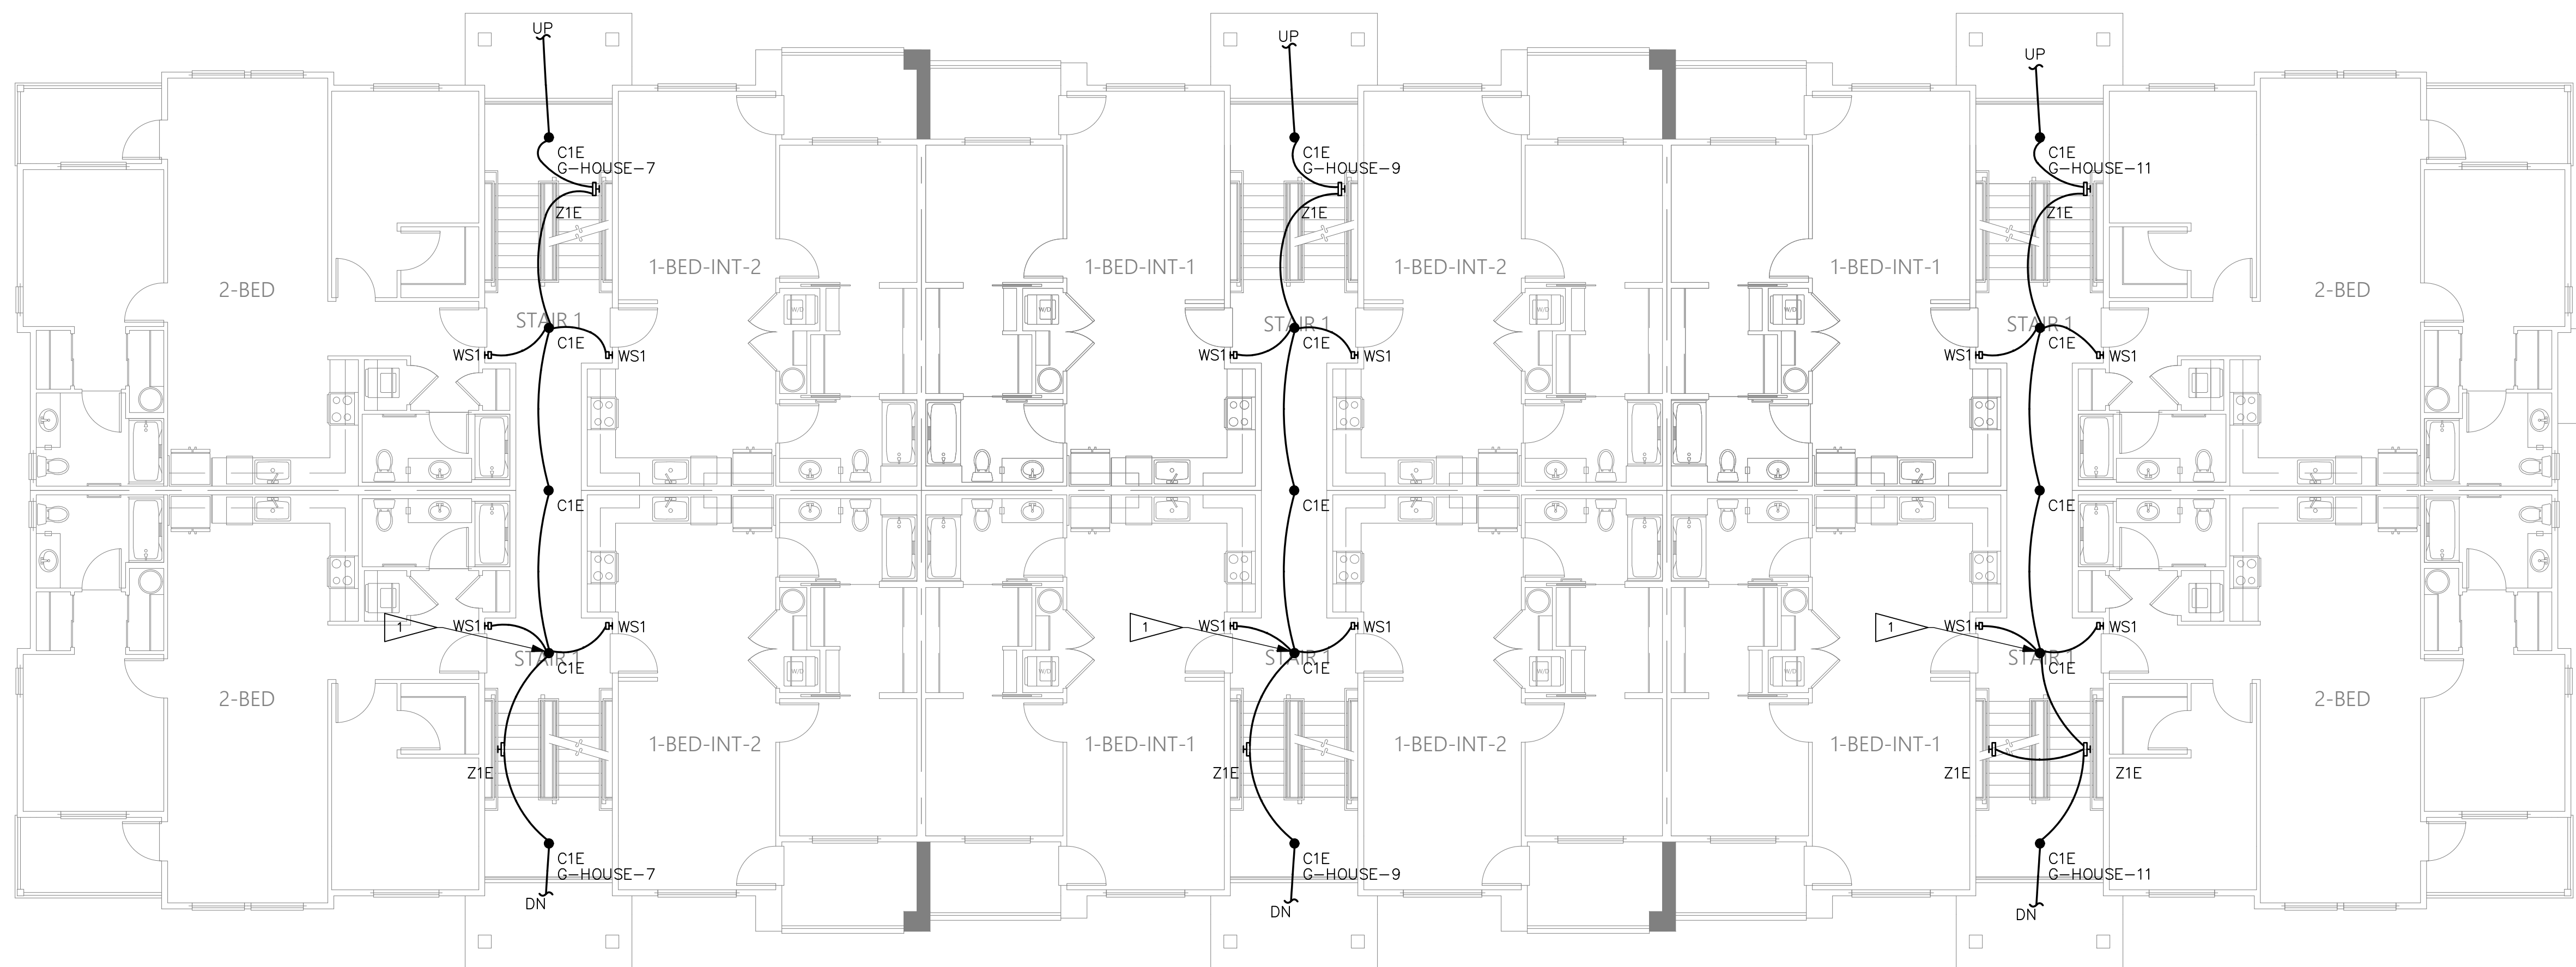 UP
UP
UP
C1E
G-HOUSE-7
C1E
G-HOUSE-9
C1E
G-HOUSE-11
Z1E
Z1E
Z1E
2-BED
1-BED-INT-2
1-BED-INT-1
1-BED-INT-2
1-BED-INT-1
2-BED
W/D
W/D
W/D
W/D
STAIR 1
STAIR 1
STAIR 1
C1E
C1E
C1E
WS1
WS1
WS1
WS1
WS1
WS1
C1E
C1E
C1E
1
WS1
WS1
1
WS1
WS1
1
WS1
WS1
STAIR 1
STAIR 1
STAIR 1
C1E
C1E
C1E
W/D
W/D
W/D
W/D
2-BED
1-BED-INT-2
1-BED-INT-1
1-BED-INT-2
1-BED-INT-1
2-BED
Z1E
Z1E
Z1E
Z1E
C1E
G-HOUSE-7
C1E
G-HOUSE-9
C1E
G-HOUSE-11
DN
DN
DN